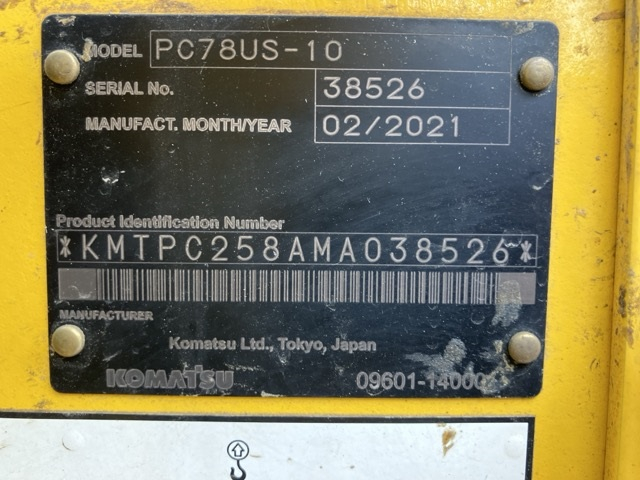 MODEL PC78US-10
SERIAL No. 38526
MANUFACT. MONTH/YEAR 02/2021
Product Identification Number
*KMTPC258AMA038526*
MANUFACTURER
Komatsu Ltd., Tokyo, Japan
KOMATSU 09601-14000